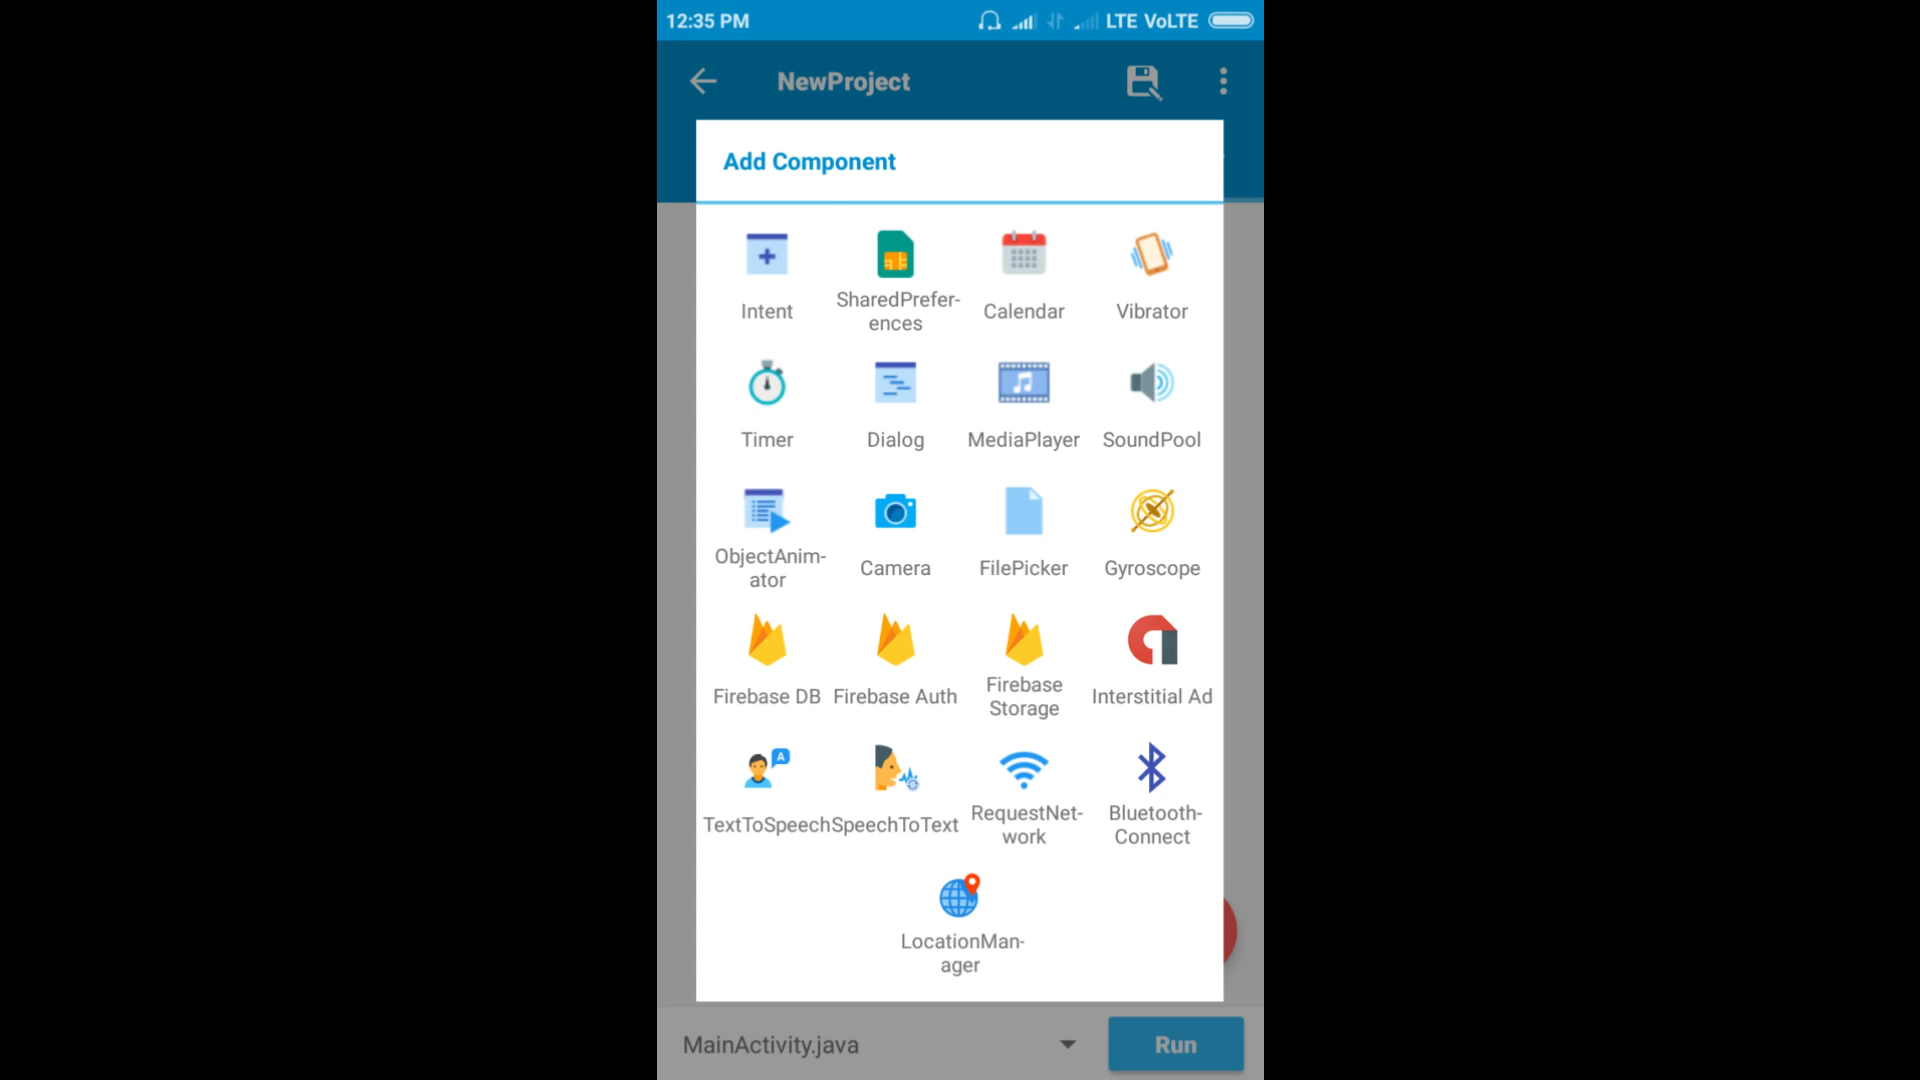 12:35 PM
LTE VoLTE
NewProject
Add Component
Intent
SharedPrefer-
ences
Calendar
Vibrator
Timer
Dialog
MediaPlayer
SoundPool
ObjectAnim-
ator
Camera
FilePicker
Gyroscope
Firebase DB
Firebase Auth
Firebase
Storage
Interstitial Ad
A
TextToSpeech
SpeechToText
RequestNet-
work
Bluetooth-
Connect
LocationMan-
ager
MainActivity.java
Run